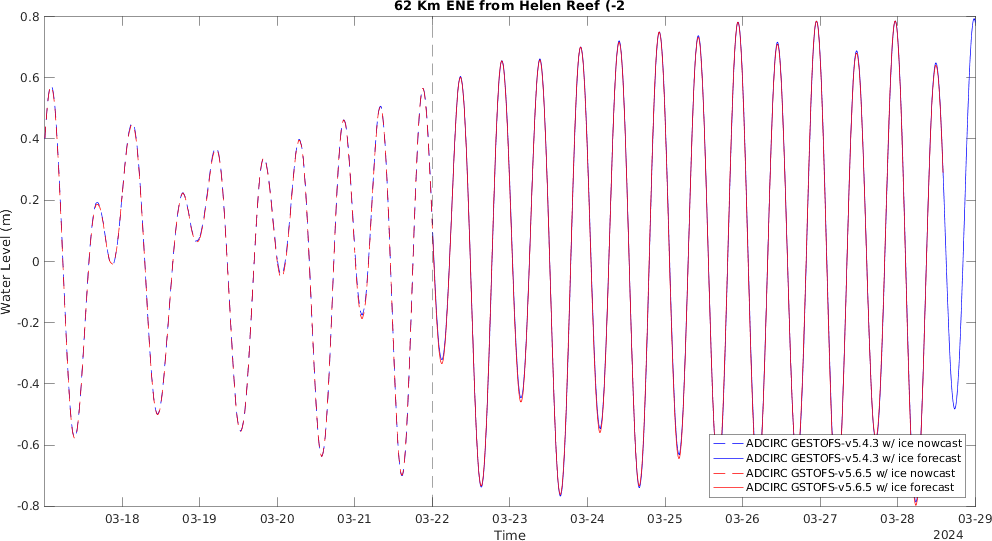 62 Km ENE from Helen Reef (-2
0.8
0.6
0.4
0.2
0
-0.2
-0.4
-0.6
-0.8
Water Level (m)
ADCIRC GESTOFS-v5.4.3 w/ ice nowcast
ADCIRC GESTOFS-v5.4.3 w/ ice forecast
ADCIRC GSTOFS-v5.6.5 w/ ice nowcast
ADCIRC GSTOFS-v5.6.5 w/ ice forecast
03-18 03-19 03-20 03-21 03-22 03-23 03-24 03-25 03-26 03-27 03-28 03-29
Time
2024